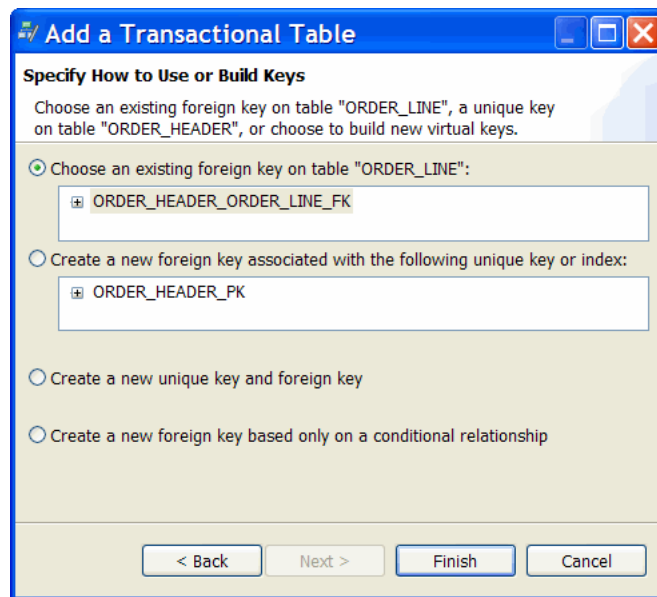 Add a Transactional Table
Specify How to Use or Build Keys
Choose an existing foreign key on table "ORDER_LINE", a unique key
on table "ORDER_HEADER", or choose to build new virtual keys.
Choose an existing foreign key on table "ORDER_LINE":
ORDER_HEADER_ORDER_LINE_FK
Create a new foreign key associated with the following unique key or index:
ORDER_HEADER_PK
Create a new unique key and foreign key
Create a new foreign key based only on a conditional relationship
< Back Next > Finish Cancel